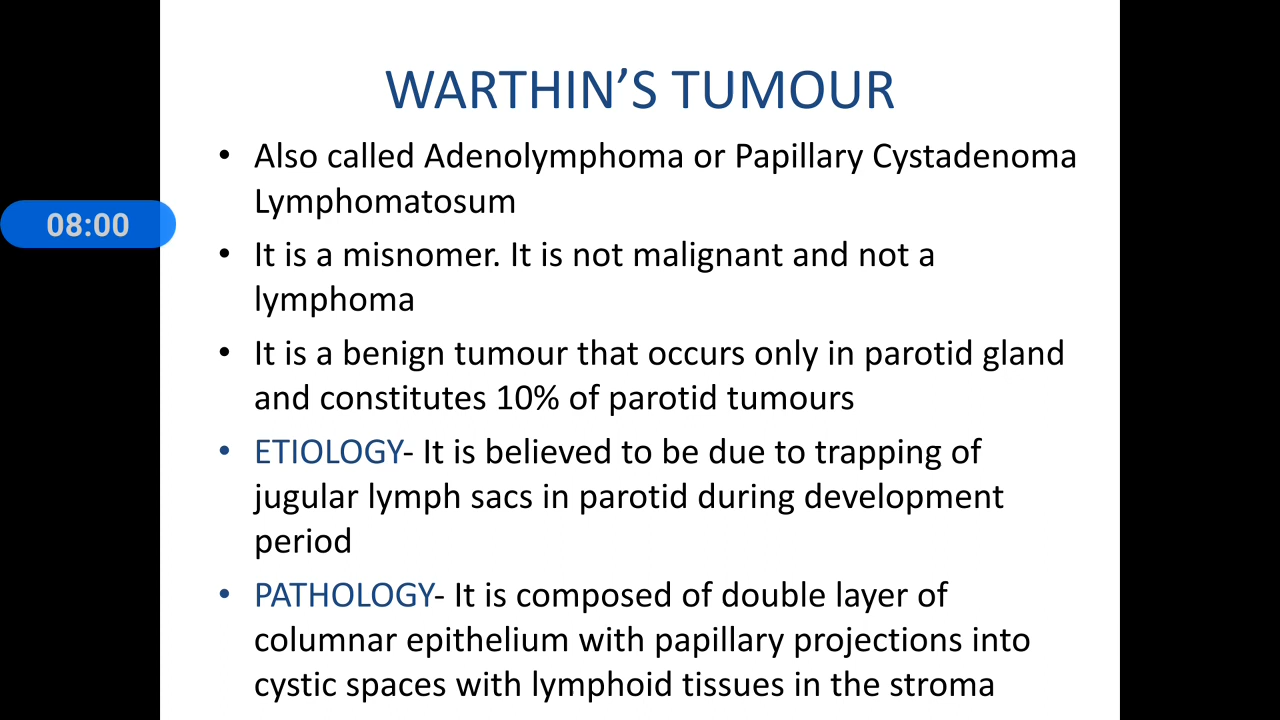 WARTHIN’S TUMOUR
• Also called Adenolymphoma or Papillary Cystadenoma
Lymphomatosum
08:00
• It is a misnomer. It is not malignant and not a
lymphoma
• It is a benign tumour that occurs only in parotid gland
and constitutes 10% of parotid tumours
• ETIOLOGY- It is believed to be due to trapping of
jugular lymph sacs in parotid during development
period
• PATHOLOGY- It is composed of double layer of
columnar epithelium with papillary projections into
cystic spaces with lymphoid tissues in the stroma